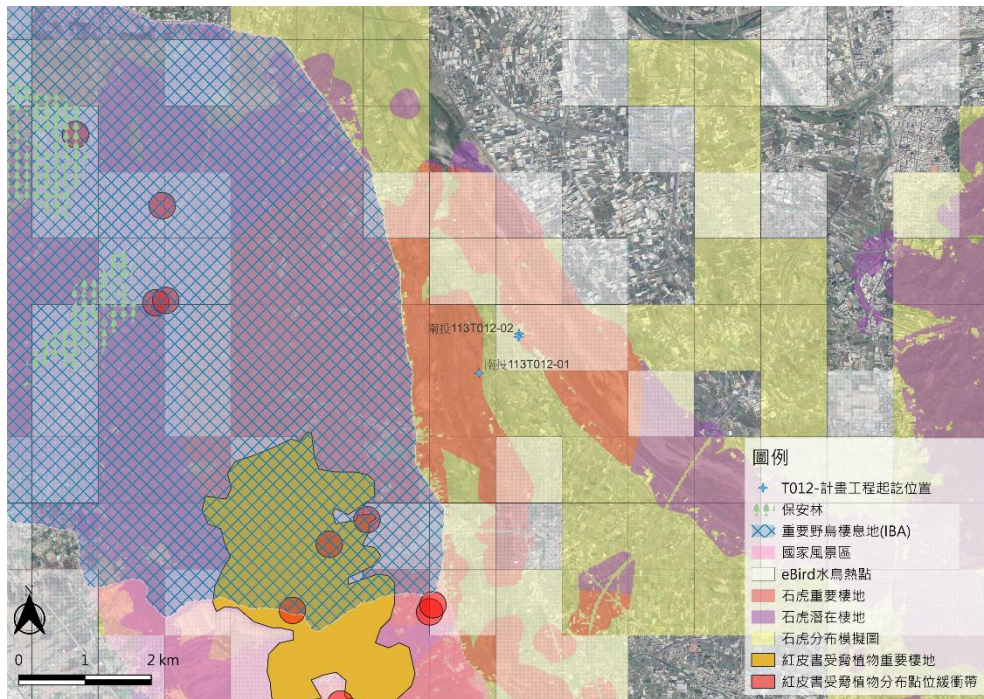 南投113T012-02
南投113T012-01
圖例
T012-計畫工程起訖位置
保安林
重要野鳥棲息地(IBA)
國家風景區
eBird水鳥熱點
石虎重要棲地
石虎潛在棲地
石虎分布模擬圖
紅皮書受脅植物重要棲地
紅皮書受脅植物分布點位緩衝帶
N
0 1 2 km